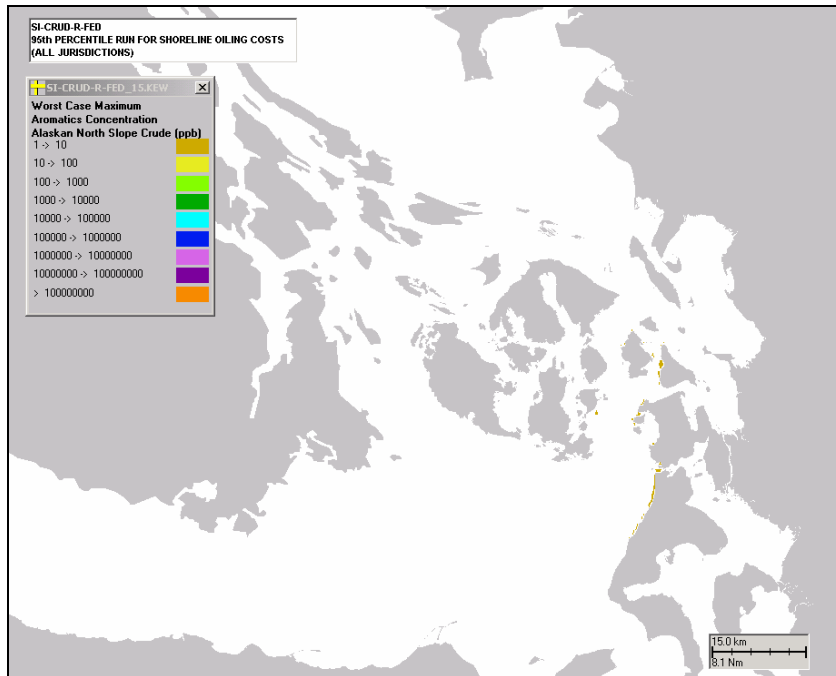 SI-CRUD-R-FED
95th PERCENTILE RUN FOR SHORELINE OILING COSTS
(ALL JURISDICTIONS)
SI-CRUD-R-FED_15.KEW
Worst Case Maximum
Aromatics Concentration
Alaskan North Slope Crude (ppb)
1 -> 10
10 -> 100
100 -> 1000
1000 -> 10000
10000 -> 100000
100000 -> 1000000
1000000 -> 10000000
10000000 -> 100000000
> 100000000
15.0 km
8.1 Nm